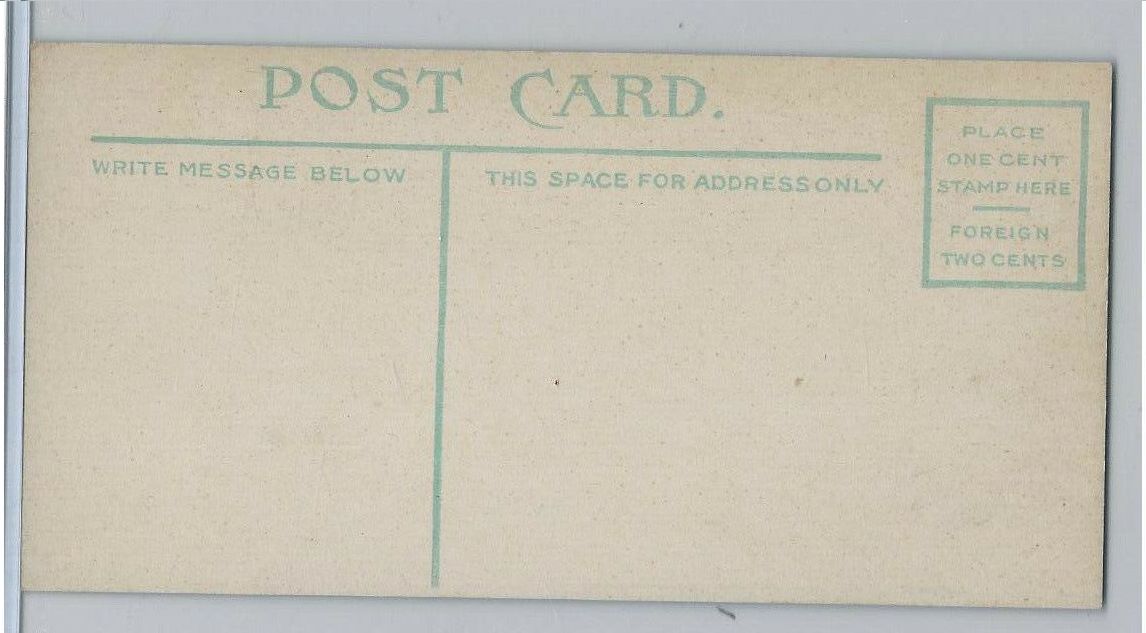 POST CARD.
WRITE MESSAGE BELOW
THIS SPACE FOR ADDRESS ONLY
PLACE
ONE CENT
STAMP HERE
FOREIGN
TWO CENTS